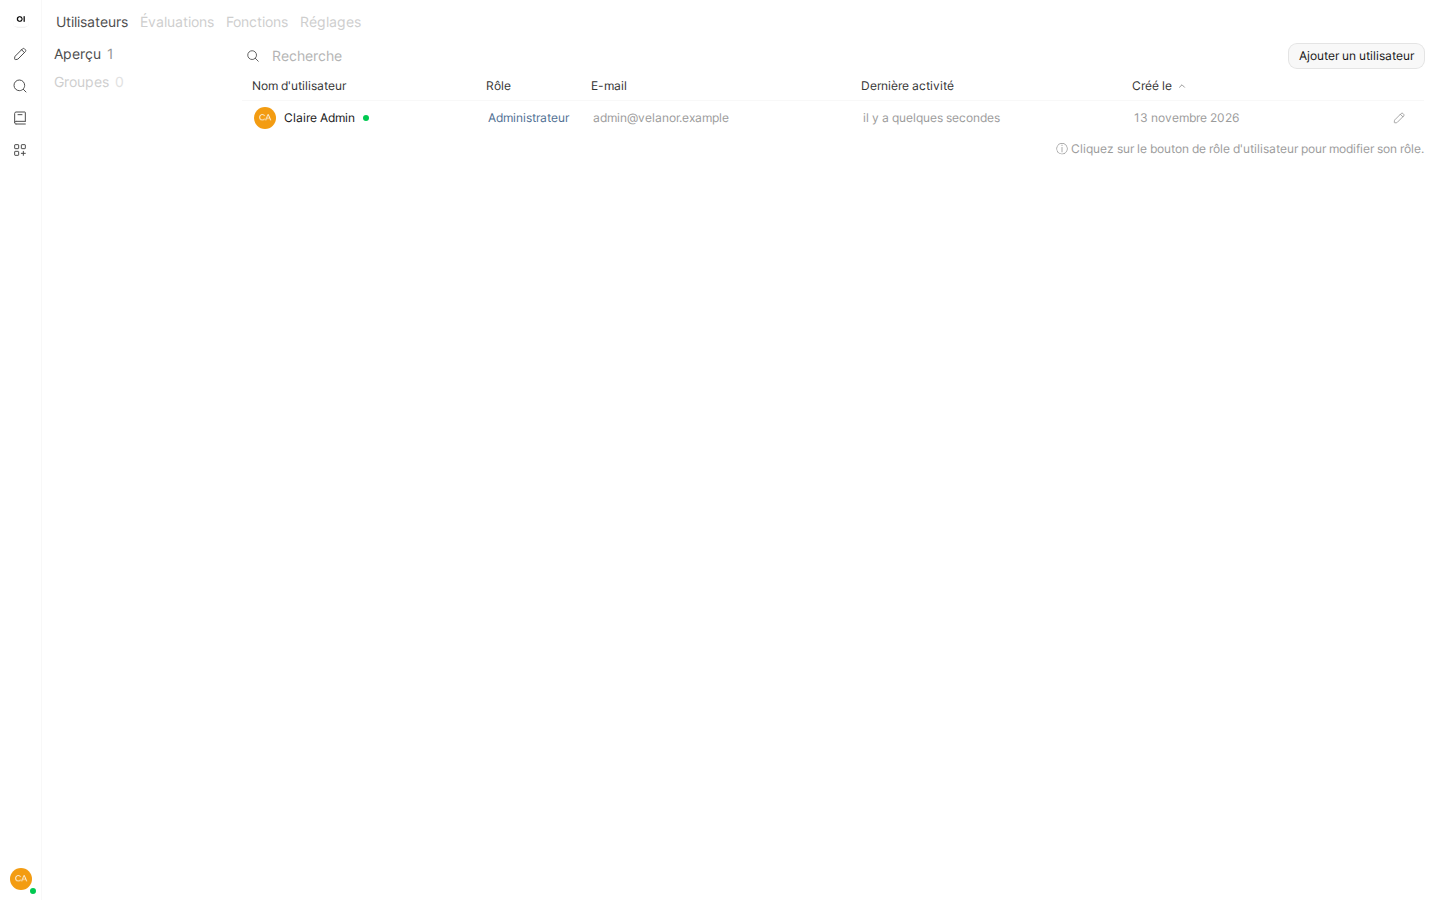 OI
Utilisateurs Évaluations Fonctions Réglages
Aperçu 1
Groupes 0
Recherche
Ajouter un utilisateur
Nom d'utilisateur Rôle E-mail Dernière activité Créé le
CA Claire Admin Administrateur admin@velanor.example il y a quelques secondes 13 novembre 2026
Cliquez sur le bouton de rôle d'utilisateur pour modifier son rôle.
CA